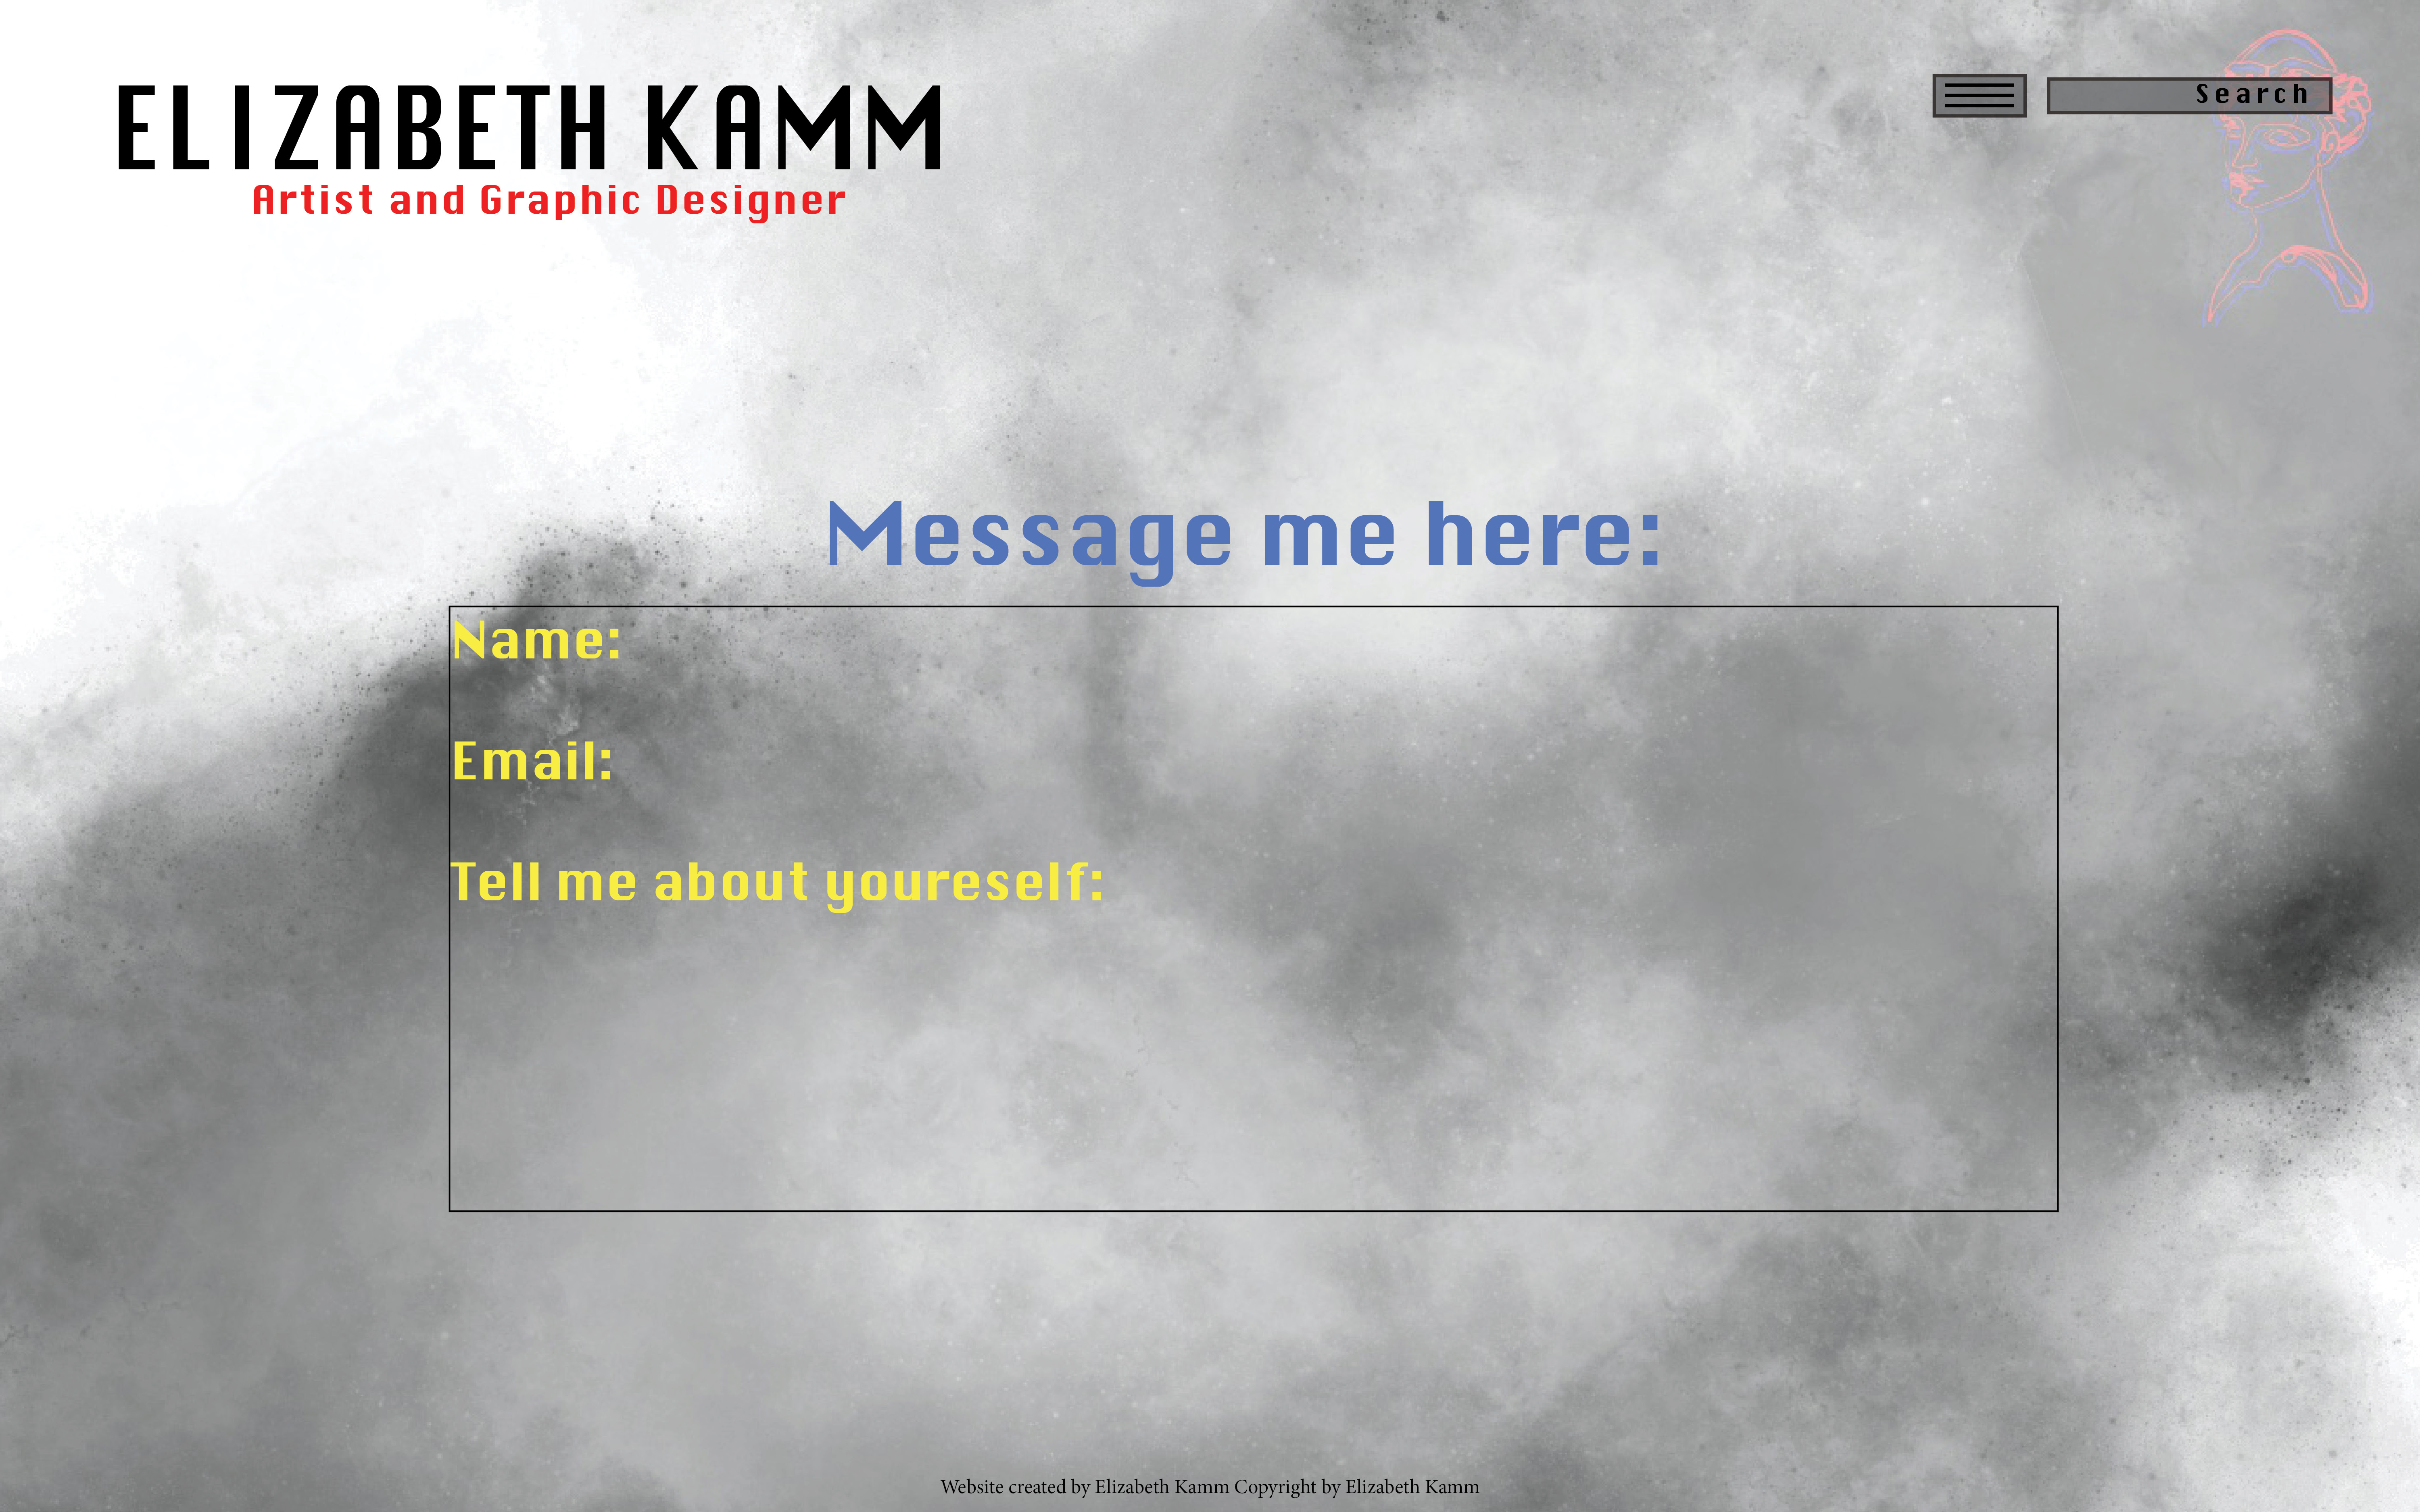 ELIZABETH KAMM
Artist and Graphic Designer
Search
Message me here:
Name:
Email:
Tell me about youreself:
Website created by Elizabeth Kamm Copyright by Elizabeth Kamm